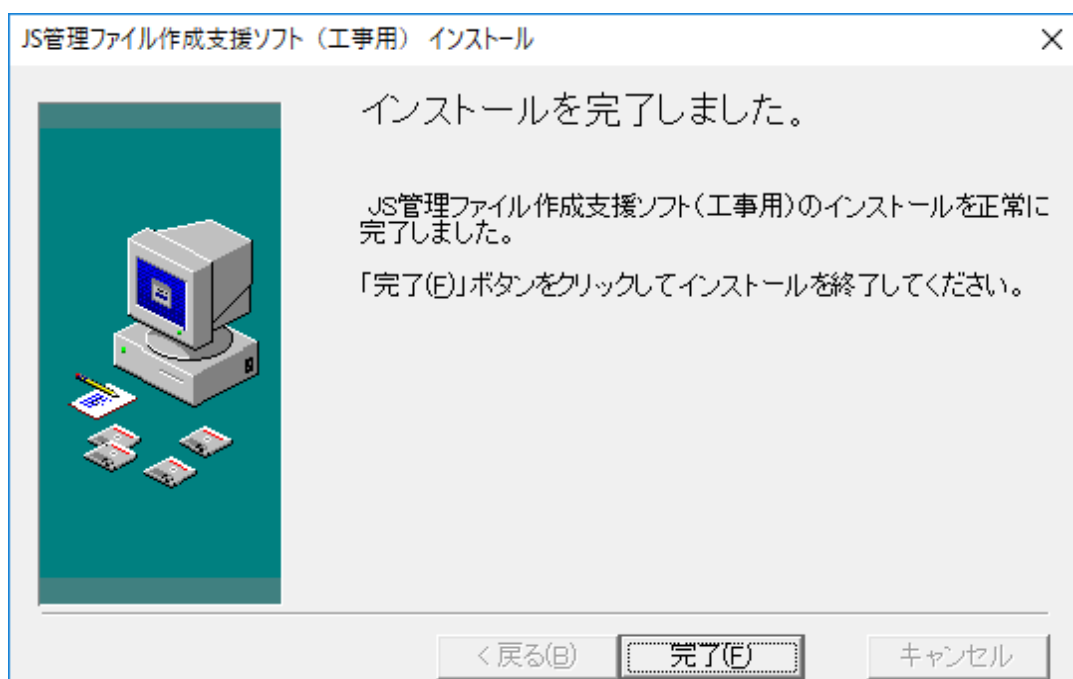 JS管理ファイル作成支援ソフト（工事用） インストール
インストールを完了しました。
JS管理ファイル作成支援ソフト(工事用)のインストールを正常に
完了しました。
「完了(F)」ボタンをクリックしてインストールを終了してください。
< 戻る(B) 完了(F) キャンセル